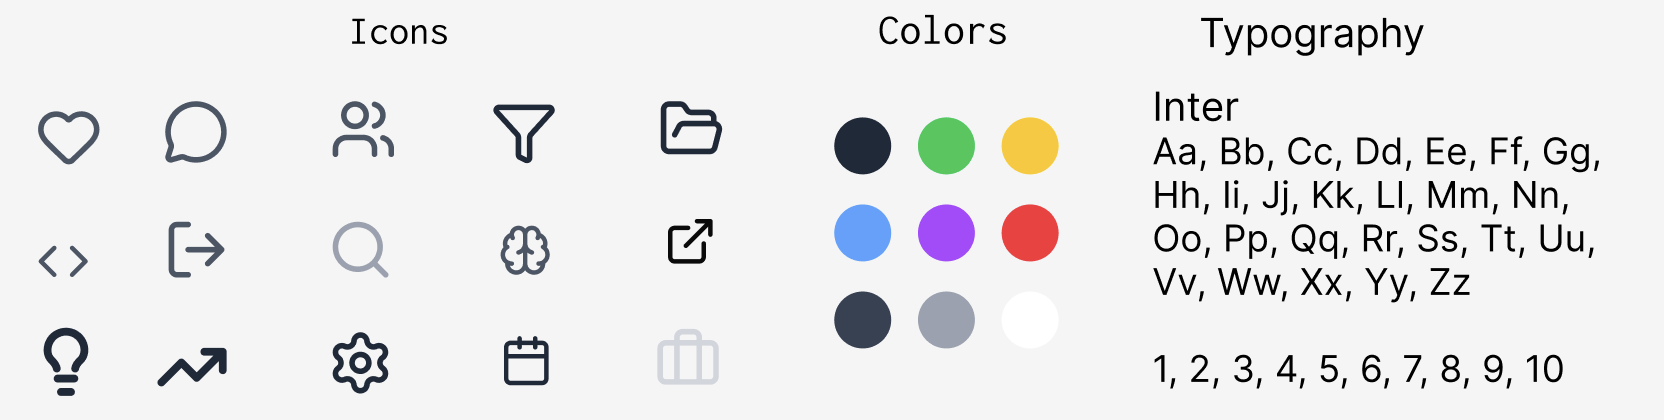 Icons
Colors
Typography
Inter
Aa, Bb, Cc, Dd, Ee, Ff, Gg,
Hh, Ii, Jj, Kk, Ll, Mm, Nn,
Oo, Pp, Qq, Rr, Ss, Tt, Uu,
Vv, Ww, Xx, Yy, Zz
1, 2, 3, 4, 5, 6, 7, 8, 9, 10